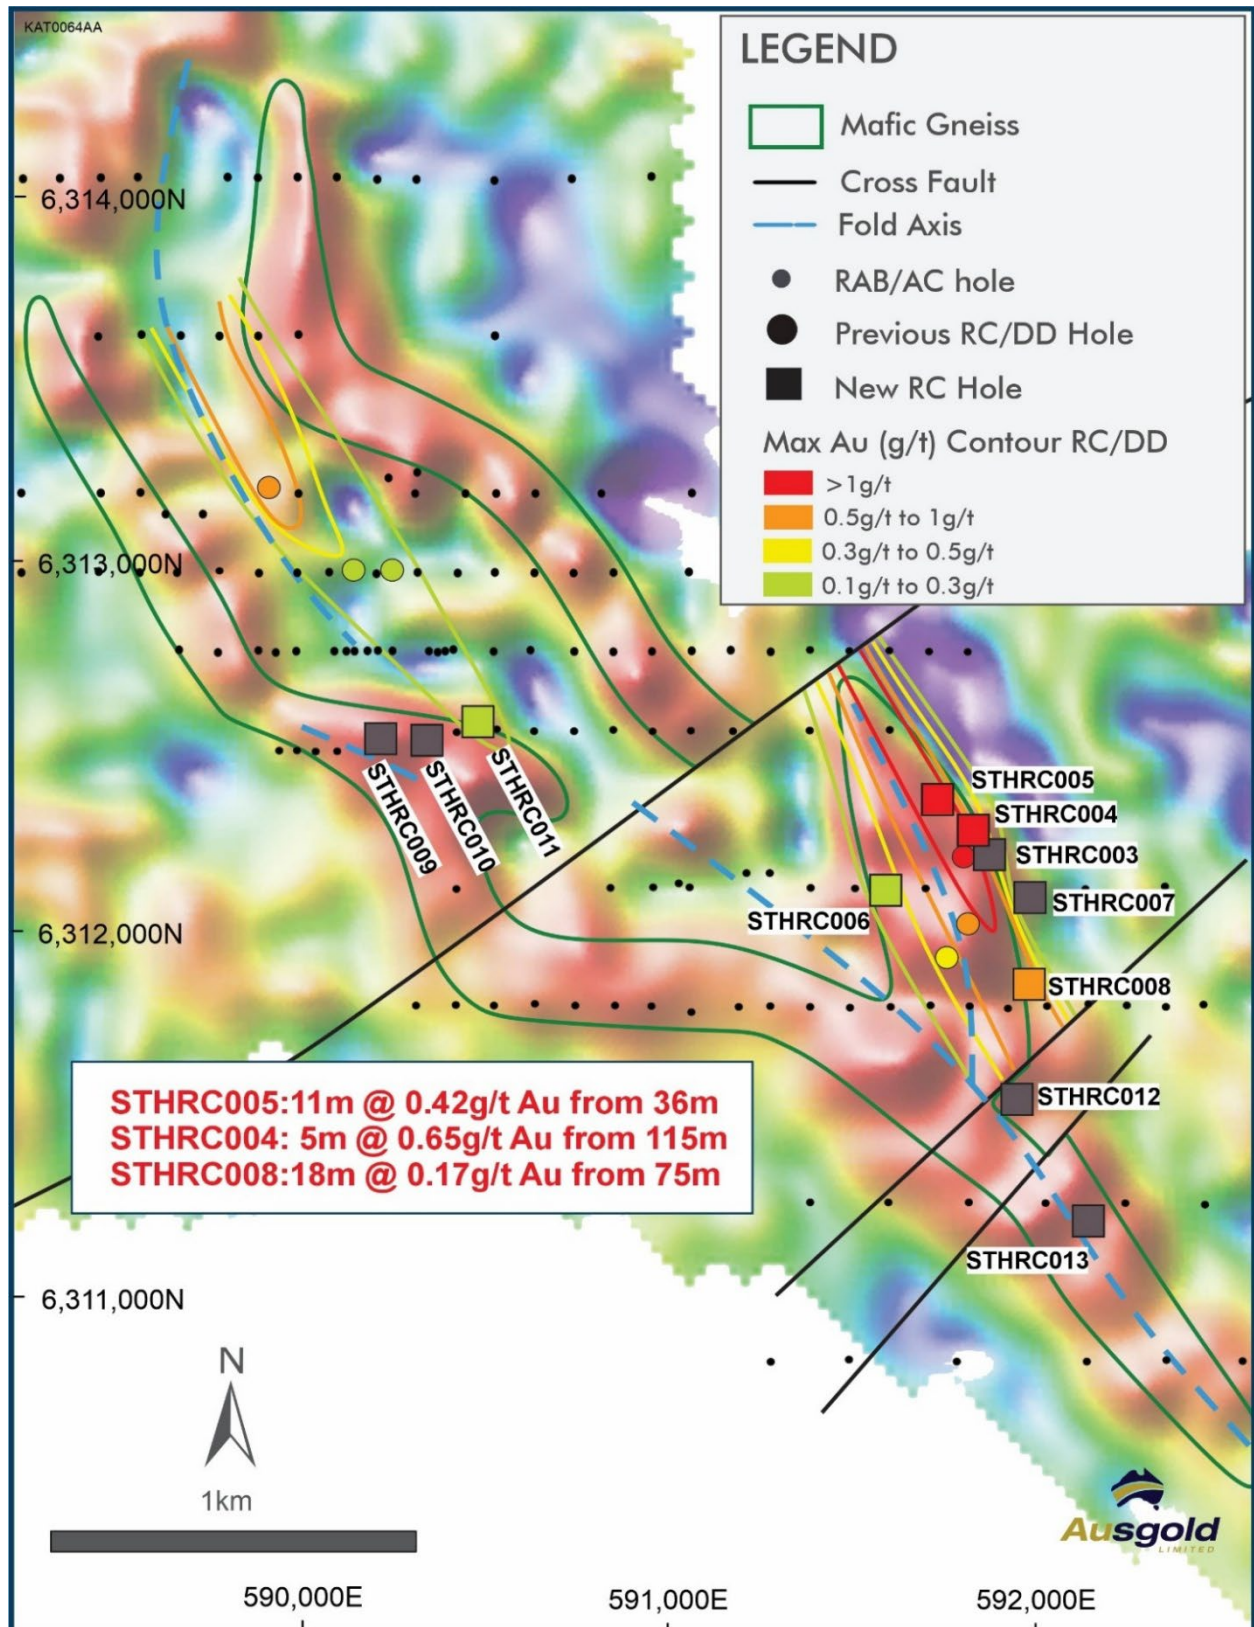 KAT0064AA
LEGEND
Mafic Gneiss
Cross Fault
Fold Axis
RAB/AC hole
Previous RC/DD Hole
New RC Hole
Max Au (g/t) Contour RC/DD
>1g/t
0.5g/t to 1g/t
0.3g/t to 0.5g/t
0.1g/t to 0.3g/t
6,314,000N
6,313,000N
6,312,000N
6,311,000N
STHRC009
STHRC010
STHRC011
STHRC005
STHRC004
STHRC003
STHRC007
STHRC006
STHRC008
STHRC012
STHRC013
STHRC005:11m @ 0.42g/t Au from 36m
STHRC004: 5m @ 0.65g/t Au from 115m
STHRC008:18m @ 0.17g/t Au from 75m
N
1km
Ausgold
LIMITED
590,000E
591,000E
592,000E